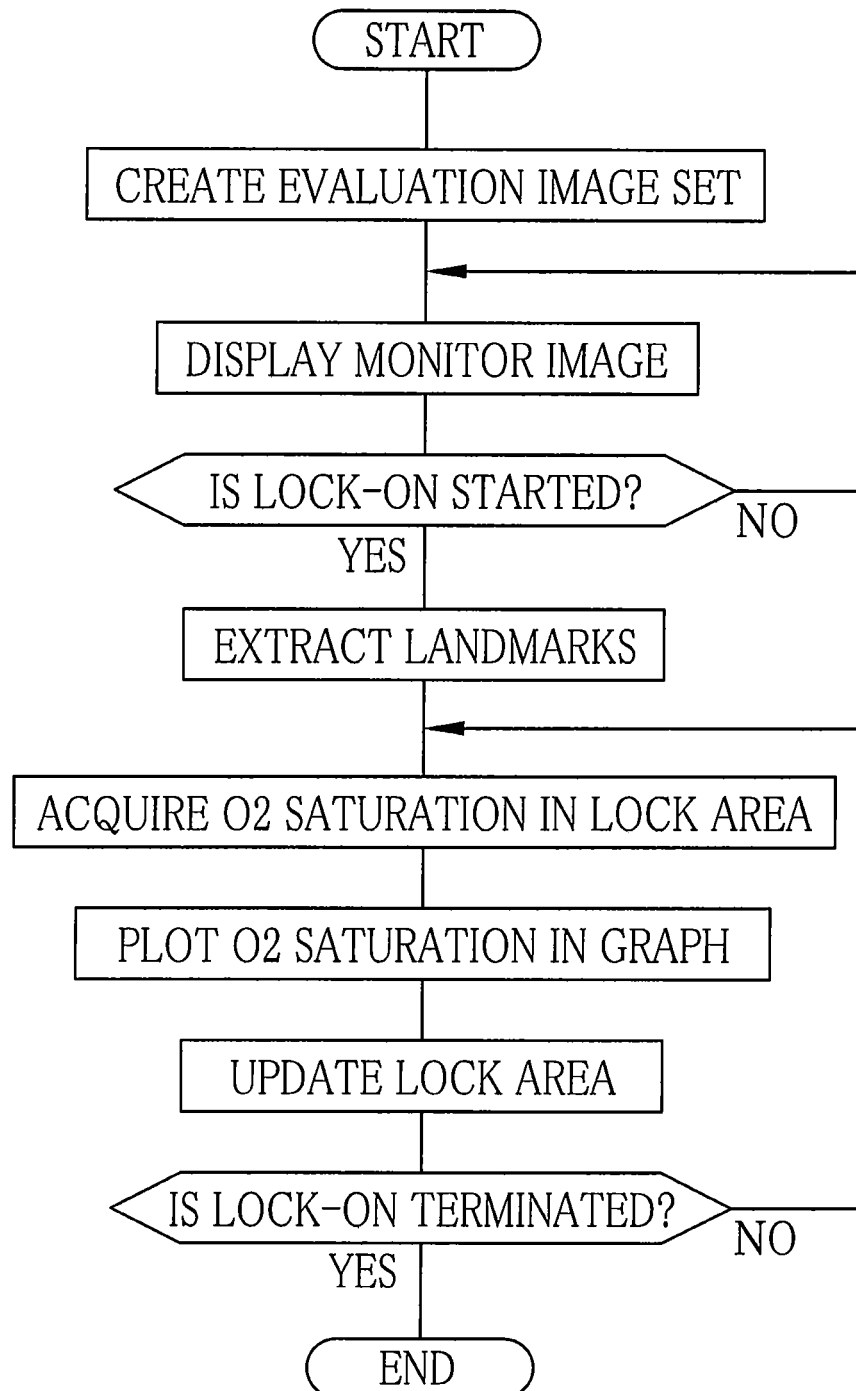 START
CREATE EVALUATION IMAGE SET
DISPLAY MONITOR IMAGE
IS LOCK-ON STARTED?
NO
YES
EXTRACT LANDMARKS
ACQUIRE O2 SATURATION IN LOCK AREA
PLOT O2 SATURATION IN GRAPH
UPDATE LOCK AREA
IS LOCK-ON TERMINATED?
NO
YES
END